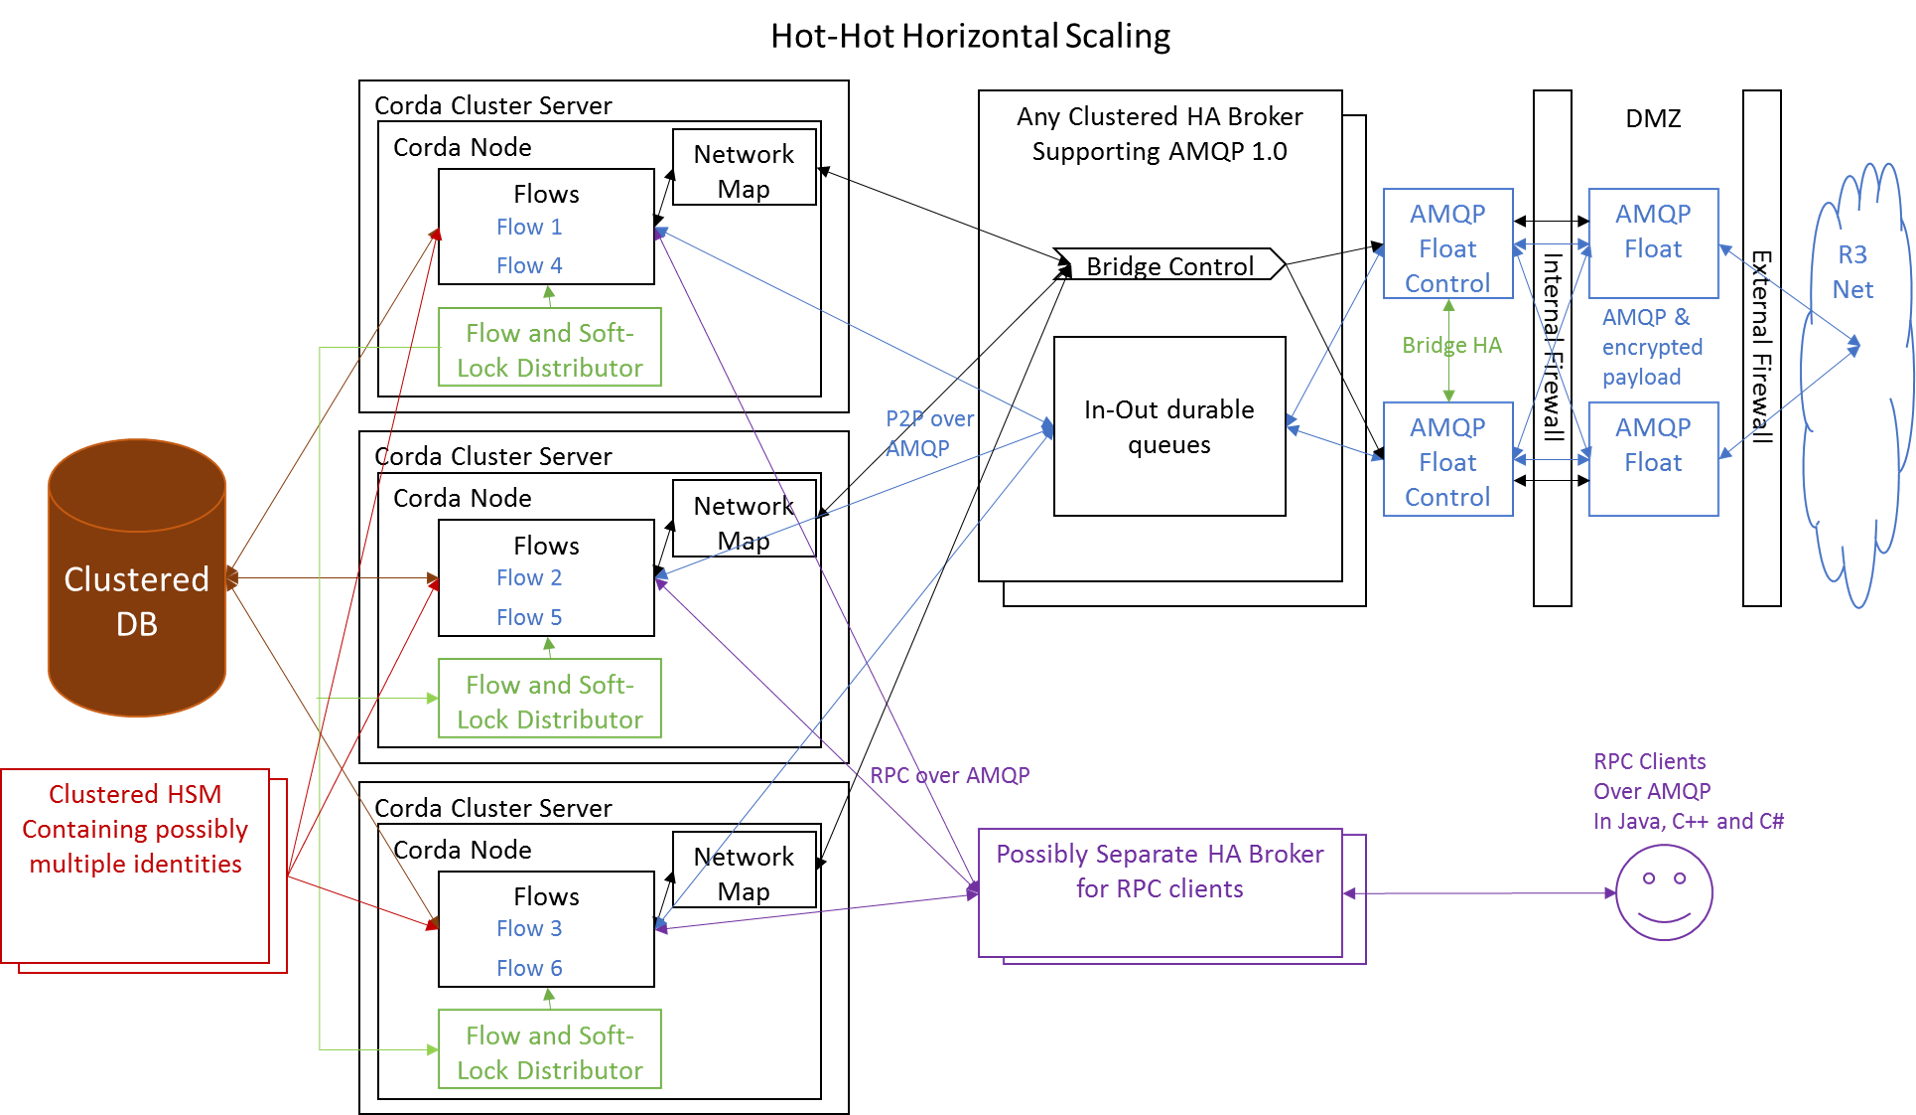 Hot-Hot Horizontal Scaling
Corda Cluster Server
Corda Node
Network
Map
Flows
Flow 1
Flow 4
Flow and Soft-
Lock Distributor
Corda Cluster Server
Corda Node
Network
Map
Flows
Flow 2
Flow 5
Flow and Soft-
Lock Distributor
Corda Cluster Server
Corda Node
Network
Map
Flows
Flow 3
Flow 6
Flow and Soft-
Lock Distributor
Clustered
DB
Clustered HSM
Containing possibly
multiple identities
P2P over
AMQP
RPC over AMQP
Any Clustered HA Broker
Supporting AMQP 1.0
Bridge Control
In-Out durable
queues
AMQP
Float
Control
Bridge HA
AMQP
Float
Control
Internal Firewall
DMZ
AMQP
Float
AMQP &
encrypted
payload
AMQP
Float
External Firewall
R3
Net
Possibly Separate HA Broker
for RPC clients
RPC Clients
Over AMQP
In Java, C++ and C#